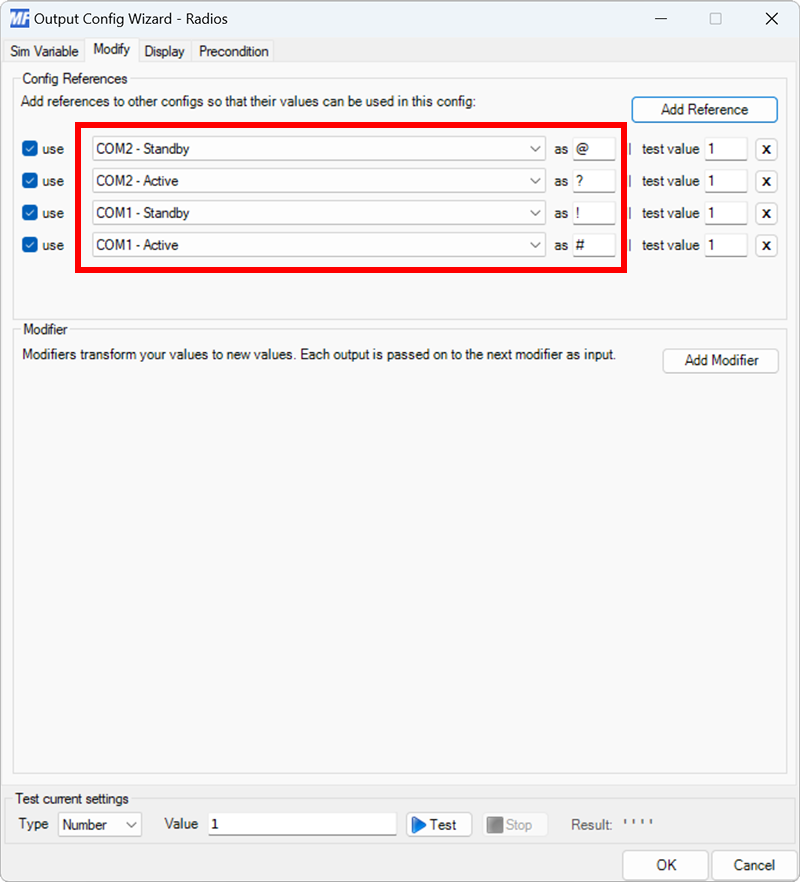 MF Output Config Wizard - Radios
Sim Variable Modify Display Precondition
Config References
Add references to other configs so that their values can be used in this config:
Add Reference
use COM2 - Standby as @ | test value 1 x
use COM2 - Active as ? | test value 1 x
use COM1 - Standby as ! | test value 1 x
use COM1 - Active as # | test value 1 x
Modifier
Modifiers transform your values to new values. Each output is passed on to the next modifier as input.
Add Modifier
Test current settings
Type Number Value 1 Test Stop Result: ' ' ' '
OK Cancel